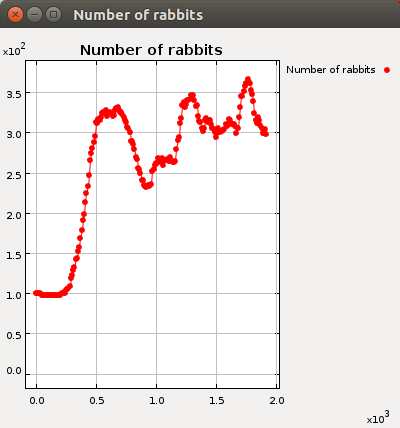 Number of rabbits
Number of rabbits
x10²
Number of rabbits
3.5
3.0
2.5
2.0
1.5
1.0
0.5
0.0
0.0 0.5 1.0 1.5 2.0
x10³